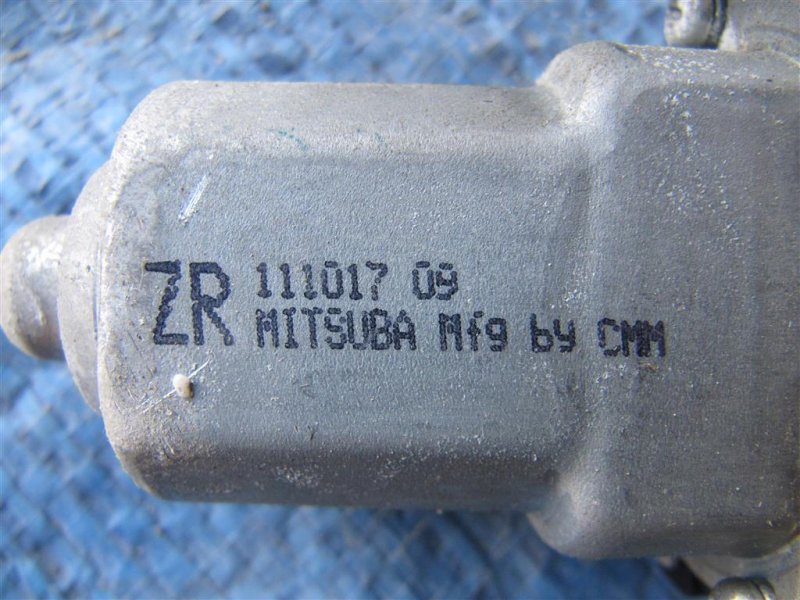 ZR 111017 09
MITSUBA Mfg by CMM